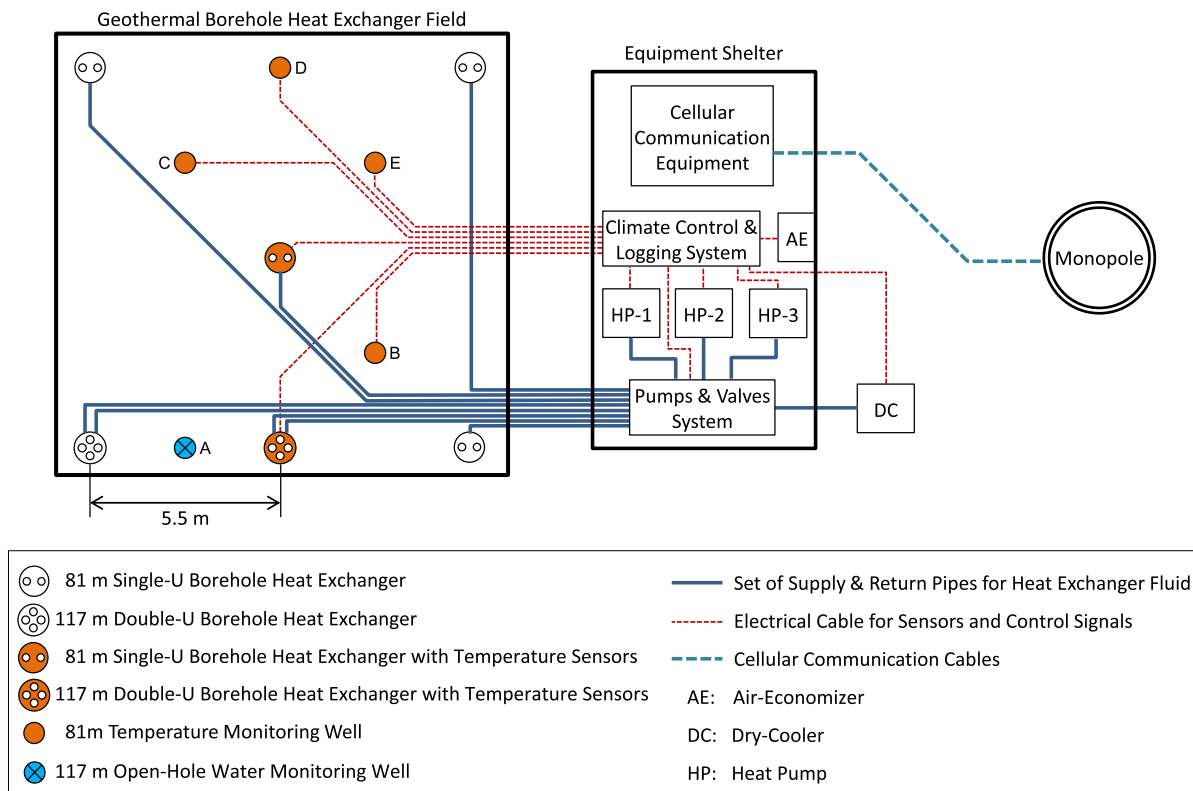 Geothermal Borehole Heat Exchanger Field
Equipment Shelter
D
C
E
B
A
5.5 m
Cellular
Communication
Equipment
Climate Control &
Logging System
AE
HP-1
HP-2
HP-3
Pumps & Valves
System
DC
Monopole
81 m Single-U Borehole Heat Exchanger
117 m Double-U Borehole Heat Exchanger
81 m Single-U Borehole Heat Exchanger with Temperature Sensors
117 m Double-U Borehole Heat Exchanger with Temperature Sensors
81m Temperature Monitoring Well
117 m Open-Hole Water Monitoring Well
Set of Supply & Return Pipes for Heat Exchanger Fluid
Electrical Cable for Sensors and Control Signals
Cellular Communication Cables
AE: Air-Economizer
DC: Dry-Cooler
HP: Heat Pump